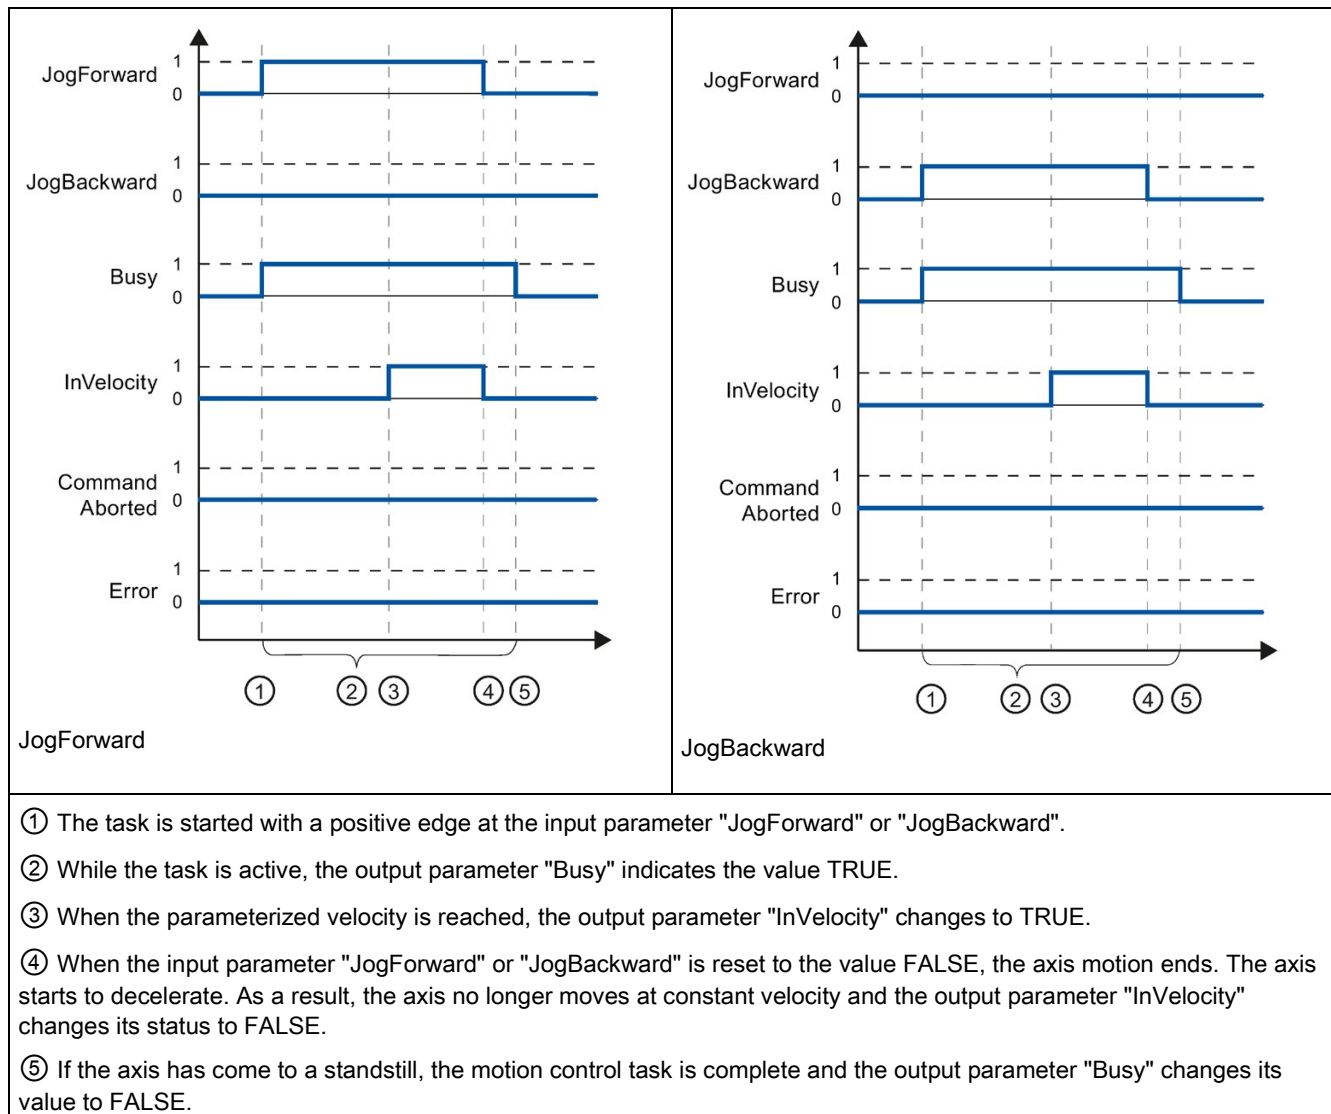 JogForward
1
0
JogBackward
1
0
Busy
1
0
InVelocity
1
0
Command
Aborted
1
0
Error
1
0
① ② ③ ④ ⑤
JogForward
JogForward
1
0
JogBackward
1
0
Busy
1
0
InVelocity
1
0
Command
Aborted
1
0
Error
1
0
① ② ③ ④ ⑤
JogBackward
① The task is started with a positive edge at the input parameter "JogForward" or "JogBackward".
② While the task is active, the output parameter "Busy" indicates the value TRUE.
③ When the parameterized velocity is reached, the output parameter "InVelocity" changes to TRUE.
④ When the input parameter "JogForward" or "JogBackward" is reset to the value FALSE, the axis motion ends. The axis
starts to decelerate. As a result, the axis no longer moves at constant velocity and the output parameter "InVelocity"
changes its status to FALSE.
⑤ If the axis has come to a standstill, the motion control task is complete and the output parameter "Busy" changes its
value to FALSE.